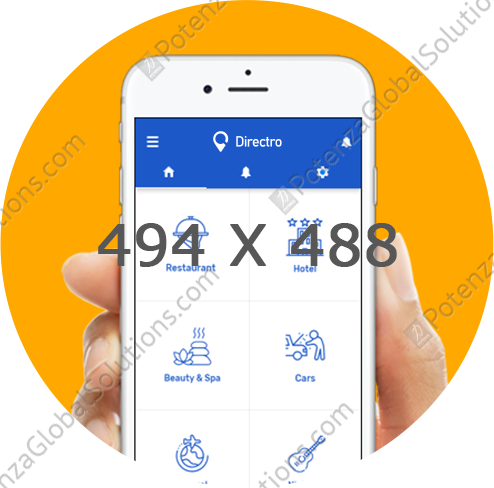 PotenzaGlobalSolutions.com
Directro
494 X 488
Restaurant
Hotel
Beauty & Spa
Cars